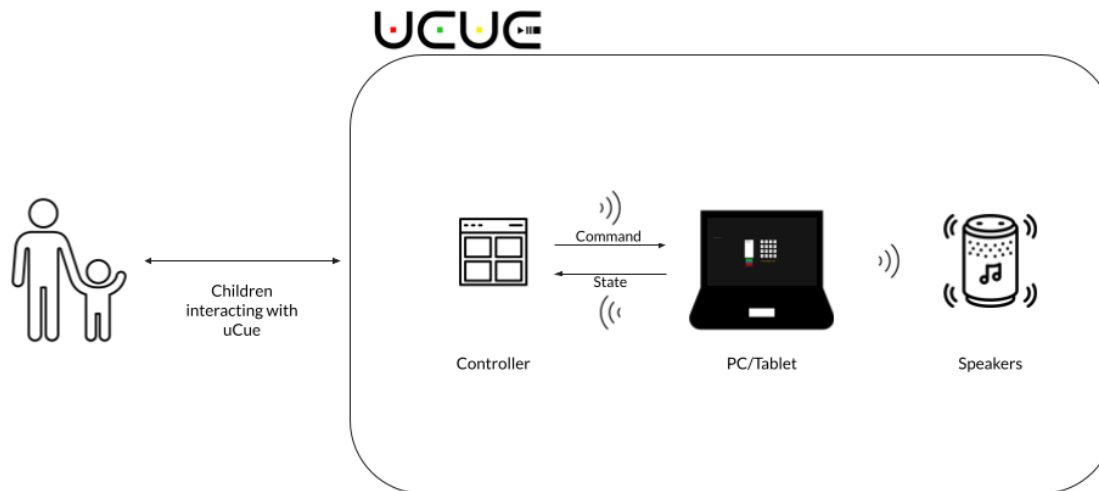 UCUE
Command
State
Children
interacting with
uCue
Controller
PC/Tablet
Speakers